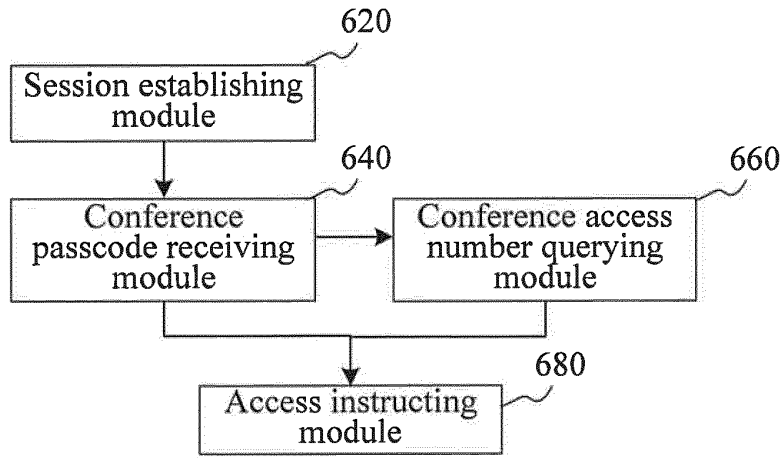 620
Session establishing
module
640
Conference
passcode receiving
module
660
Conference access
number querying
module
680
Access instructing
module